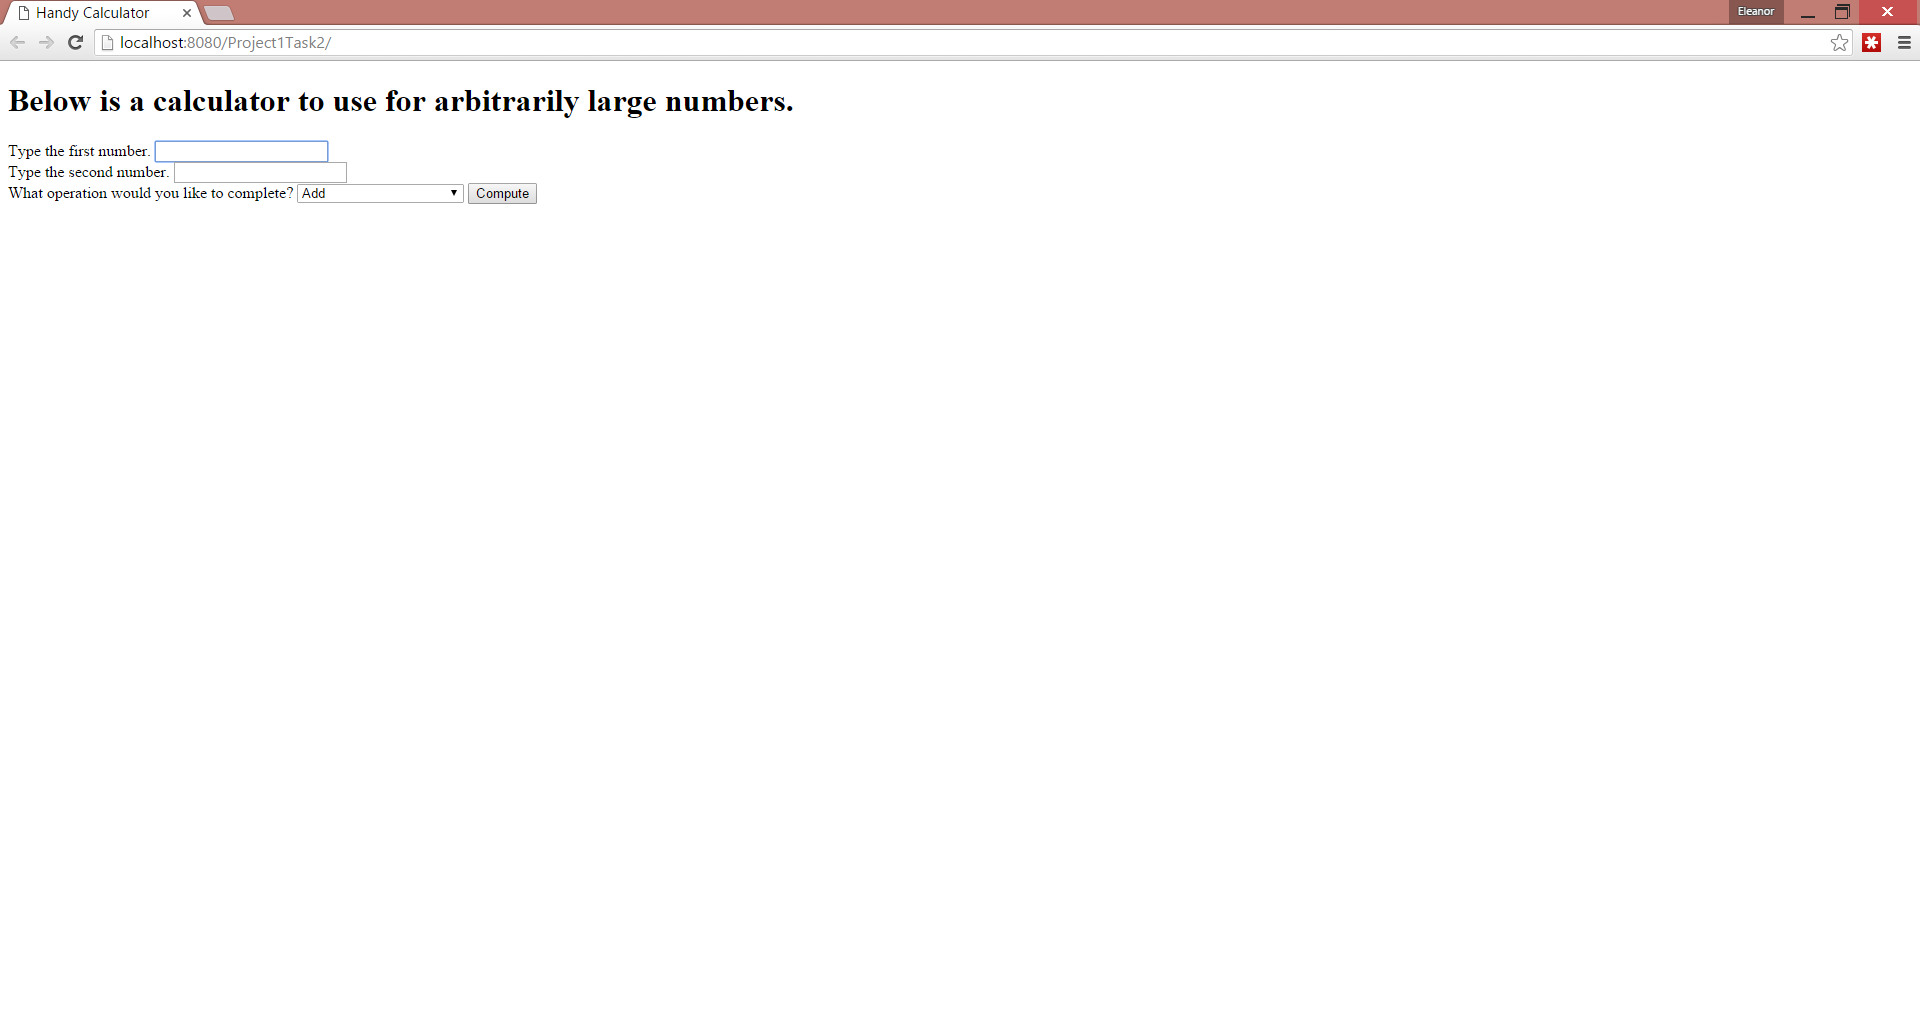 Handy Calculator
Eleanor
localhost:8080/Project1Task2/
Below is a calculator to use for arbitrarily large numbers.
Type the first number.
Type the second number.
What operation would you like to complete? Add Compute